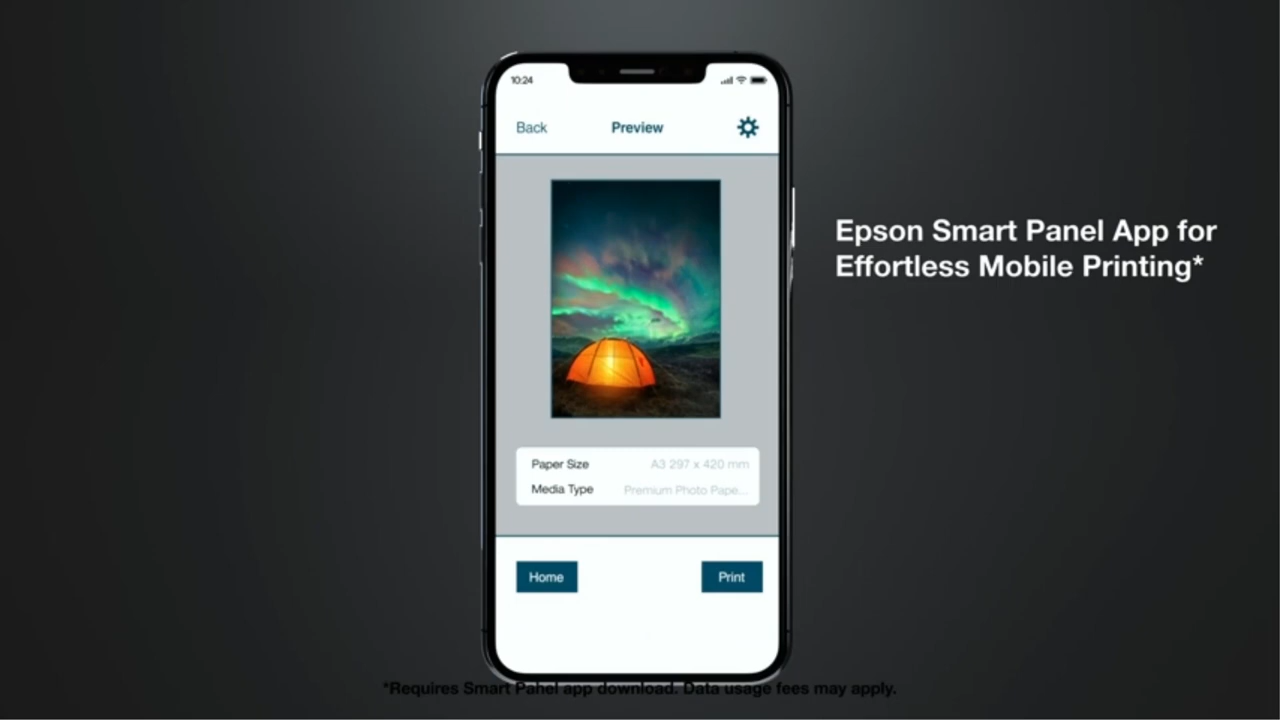 10:24
Back
Preview
Epson Smart Panel App for
Effortless Mobile Printing*
Paper Size A3 297 x 420 mm
Media Type Premium Photo Pape...
Home
Print
*Requires Smart Panel app download. Data usage fees may apply.